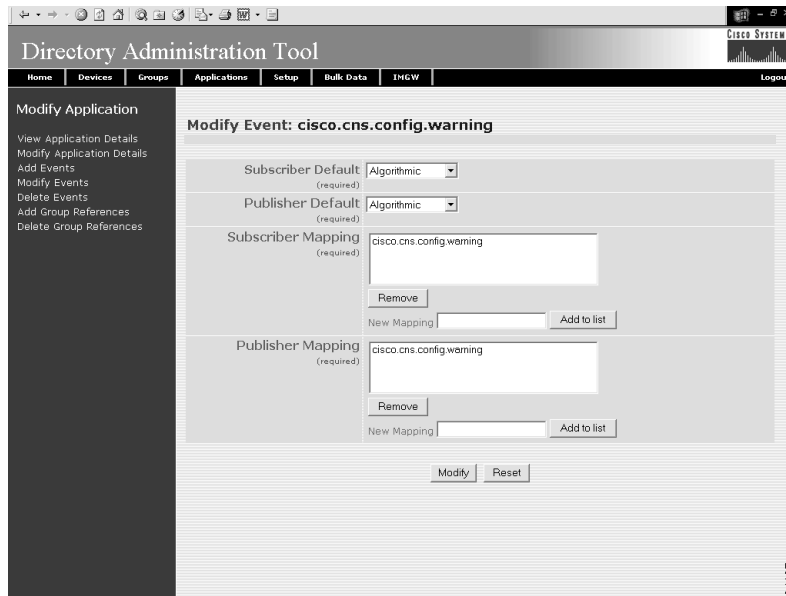 CISCO SYSTEM
Directory Administration Tool
Home Devices Groups Applications Setup Bulk Data IMGW Logou
Modify Application
View Application Details
Modify Application Details
Add Events
Modify Events
Delete Events
Add Group References
Delete Group References
Modify Event: cisco.cns.config.warning
Subscriber Default Algorithmic
(required)
Publisher Default Algorithmic
(required)
Subscriber Mapping cisco.cns.config.warning
(required)
Remove
New Mapping Add to list
Publisher Mapping cisco.cns.config.warning
(required)
Remove
New Mapping Add to list
Modify Reset